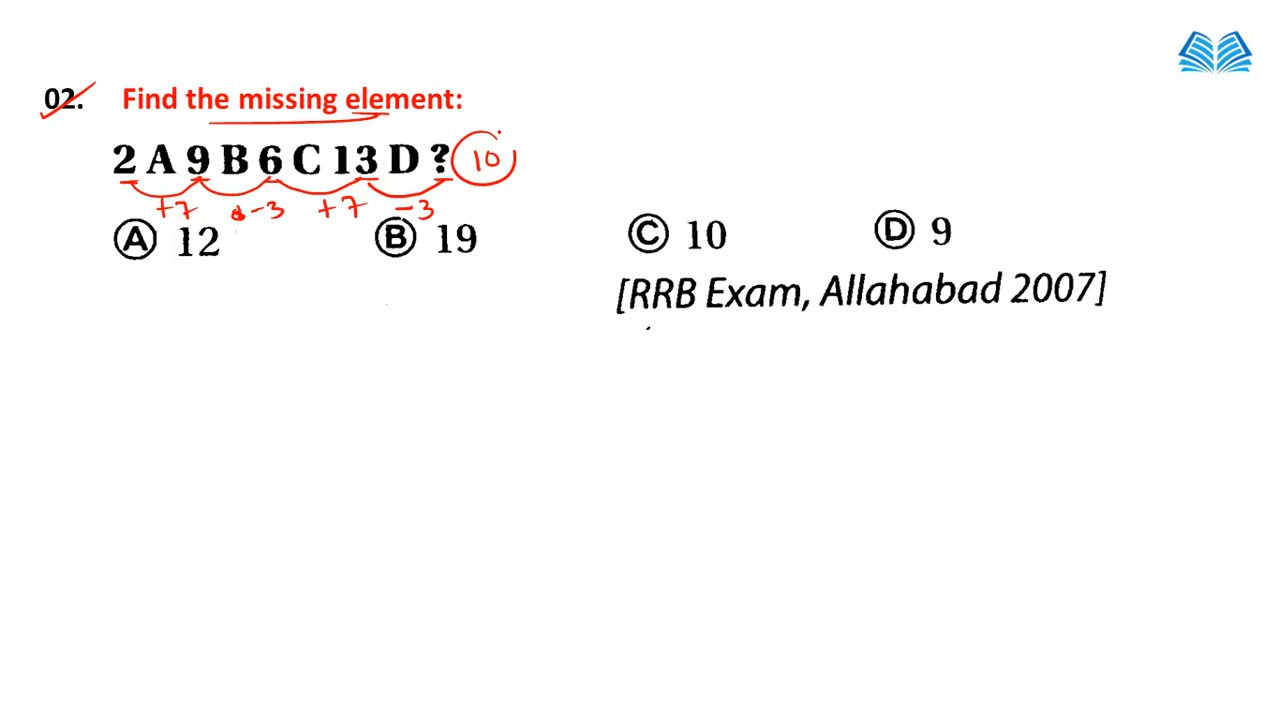 02. Find the missing element:
2 A 9 B 6 C 13 D ? 10
+7 -3 +7 -3
A 12 B 19 C 10 D 9
[RRB Exam, Allahabad 2007]